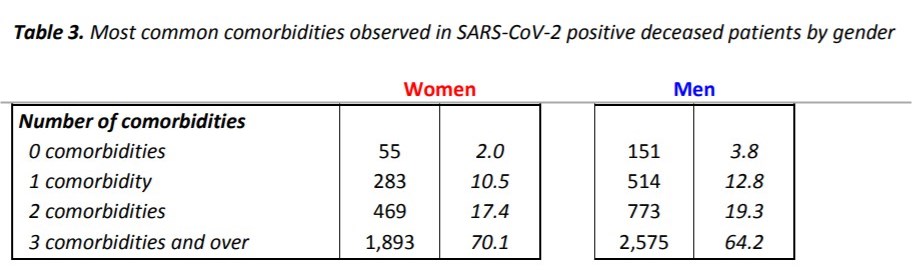 Table 3. Most common comorbidities observed in SARS-CoV-2 positive deceased patients by gender
Women Men
Number of comorbidities
0 comorbidities 55 2.0 151 3.8
1 comorbidity 283 10.5 514 12.8
2 comorbidities 469 17.4 773 19.3
3 comorbidities and over 1,893 70.1 2,575 64.2